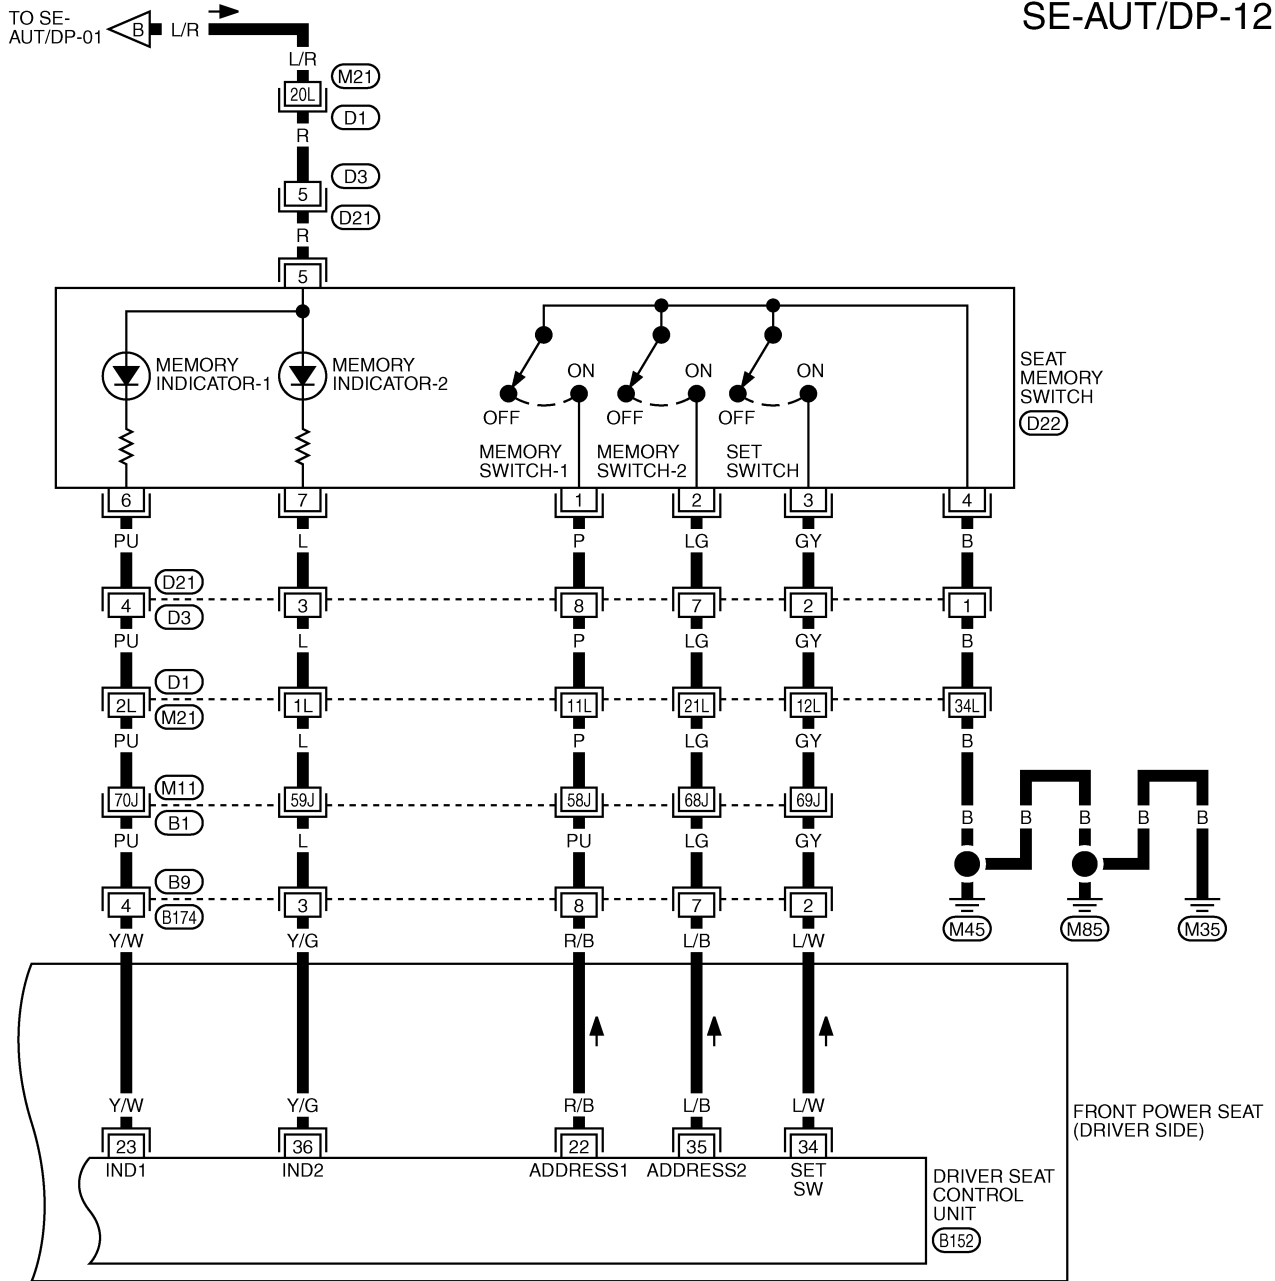 SE-AUT/DP-12
TO SE-
AUT/DP-01
B
L/R
L/R
20L
M21
D1
R
5
D3
D21
R
5
MEMORY
INDICATOR-1
MEMORY
INDICATOR-2
OFF
ON
MEMORY
SWITCH-1
OFF
ON
MEMORY
SWITCH-2
OFF
ON
SET
SWITCH
SEAT
MEMORY
SWITCH
D22
6 7 1 2 3 4
PU L P LG GY B
D21
4 3 8 7 2 1
D3
PU L P LG GY B
D1
2L 1L 11L 21L 12L 34L
M21
PU L P LG GY B
M11
70J 59J 58J 68J 69J
B1
B B B B B
PU L PU LG GY
B9
4 3 8 7 2
B174
M45 M85 M35
Y/W Y/G R/B L/B L/W
Y/W Y/G R/B L/B L/W
23 36 22 35 34
IND1 IND2 ADDRESS1 ADDRESS2 SET
SW
FRONT POWER SEAT
(DRIVER SIDE)
DRIVER SEAT
CONTROL
UNIT
B152